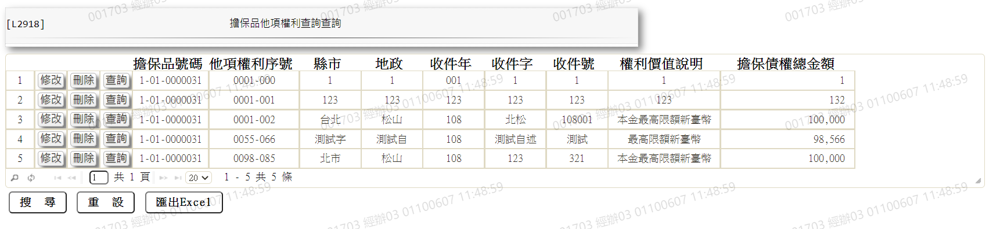 [L2918] 擔保品他項權利查詢查詢
擔保品號碼 他項權利序號 縣市 地政 收件年 收件字 收件號 權利價值說明 擔保債權總金額
1 修改 刪除 查詢 1-01-0000031 0001-000 1 1 001 1 1 1 1
2 修改 刪除 查詢 1-01-0000031 0001-001 123 123 123 123 123 123 132
3 修改 刪除 查詢 1-01-0000031 0001-002 台北 松山 108 北松 108001 本金最高限額新臺幣 100,000
4 修改 刪除 查詢 1-01-0000031 0055-066 測試字 測試自 108 測試自述 測試 最高限額新臺幣 98,566
5 修改 刪除 查詢 1-01-0000031 0098-085 北市 松山 108 123 321 本金最高限額新臺幣 100,000
1 共 1 頁 20 1 - 5 共 5 條
搜 尋 重 設 匯出Excel
001703 經辦03 01100607 11:48:59